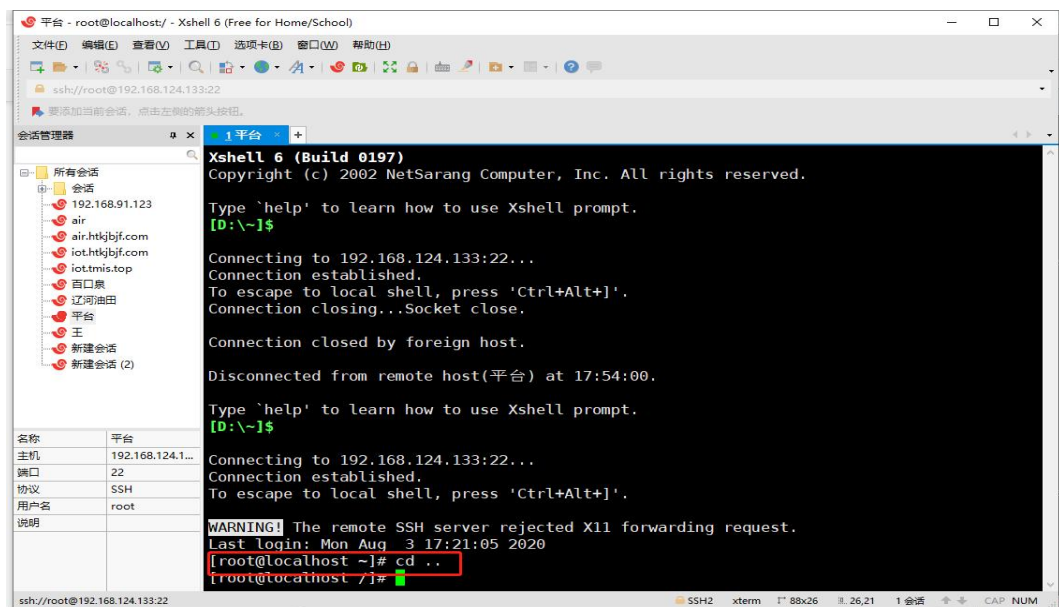 平台 - root@localhost:/ - Xshell 6 (Free for Home/School)
文件(F) 编辑(E) 查看(V) 工具(T) 选项卡(B) 窗口(W) 帮助(H)
ssh://root@192.168.124.133:22
要添加当前会话，点击左侧的箭头按钮。
会话管理器
1 平台
所有会话
会话
192.168.91.123
air
air.htkjbjf.com
iot.htkjbjf.com
iot.tmis.top
百口泉
辽河油田
平台
王
新建会话
新建会话 (2)
名称 平台
主机 192.168.124.1...
端口 22
协议 SSH
用户名 root
说明
Xshell 6 (Build 0197)
Copyright (c) 2002 NetSarang Computer, Inc. All rights reserved.
Type `help' to learn how to use Xshell prompt.
[D:\~]$
Connecting to 192.168.124.133:22...
Connection established.
To escape to local shell, press 'Ctrl+Alt+]'.
Connection closing...Socket close.
Connection closed by foreign host.
Disconnected from remote host(平台) at 17:54:00.
Type `help' to learn how to use Xshell prompt.
[D:\~]$
Connecting to 192.168.124.133:22...
Connection established.
To escape to local shell, press 'Ctrl+Alt+]'.
WARNING! The remote SSH server rejected X11 forwarding request.
Last login: Mon Aug  3 17:21:05 2020
[root@localhost ~]# cd ..
[root@localhost /]#
ssh://root@192.168.124.133:22 SSH2 xterm 88x26 26,21 1 会话 CAP NUM